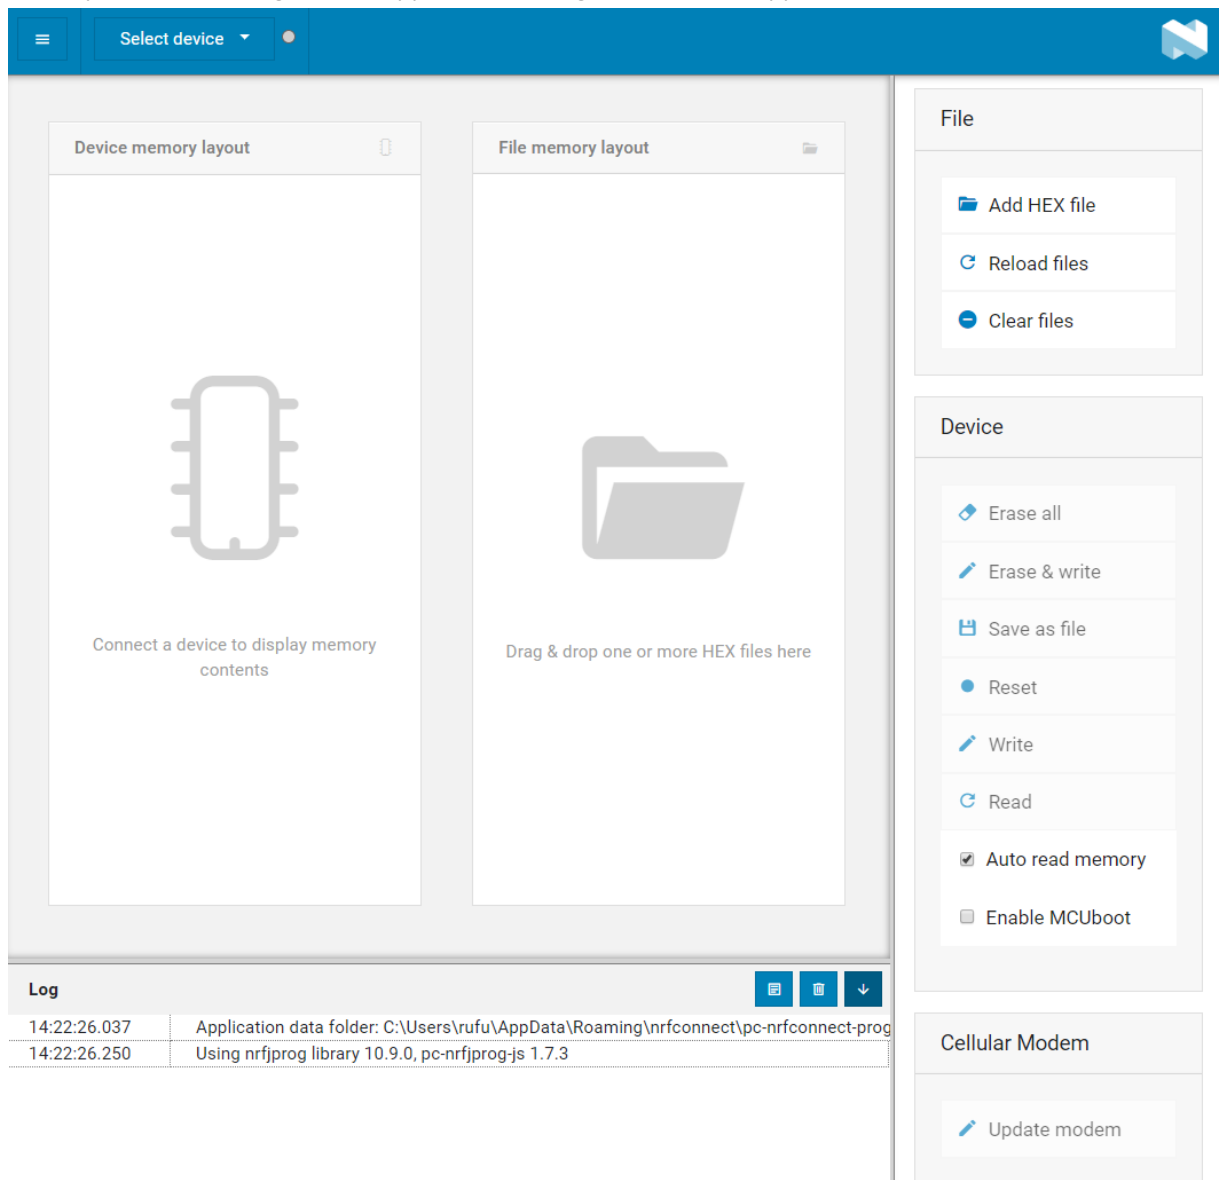 Select device
Device memory layout
Connect a device to display memory
contents
File memory layout
Drag & drop one or more HEX files here
File
Add HEX file
Reload files
Clear files
Device
Erase all
Erase & write
Save as file
Reset
Write
Read
Auto read memory
Enable MCUboot
Cellular Modem
Update modem
Log
14:22:26.037 Application data folder: C:\Users\rufu\AppData\Roaming\nrfconnect\pc-nrfconnect-prog
14:22:26.250 Using nrfjprog library 10.9.0, pc-nrfjprog-js 1.7.3